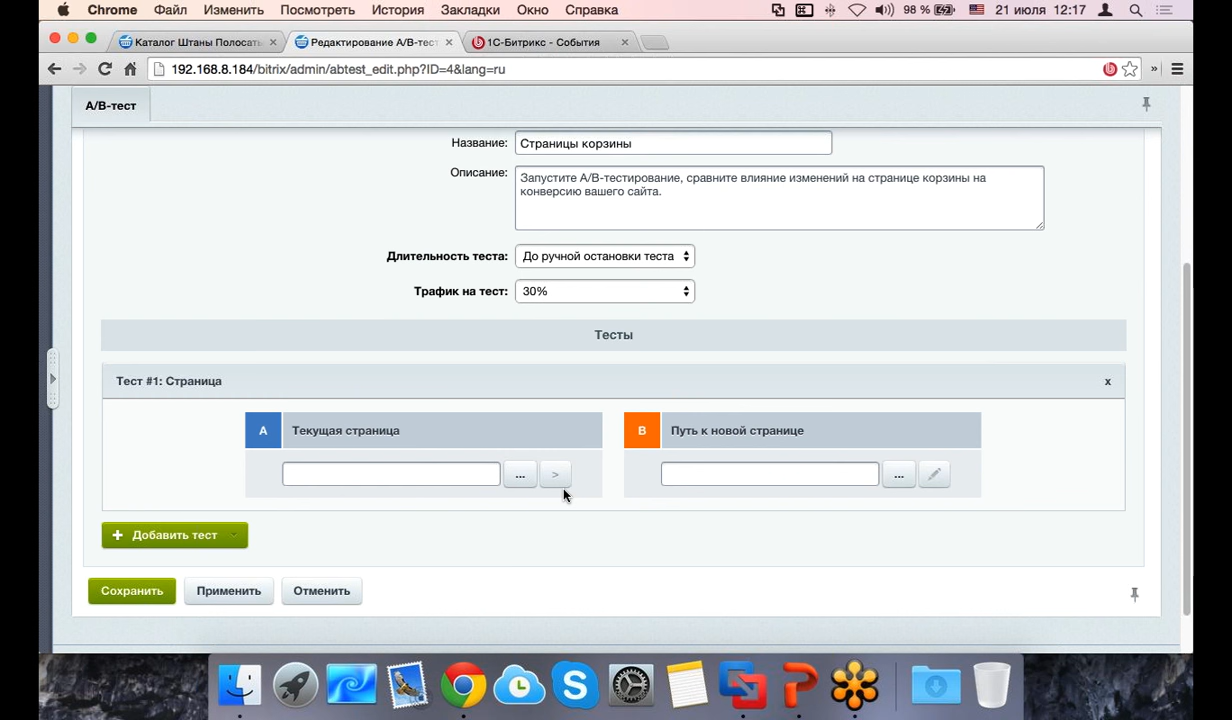 Chrome Файл Изменить Посмотреть История Закладки Окно Справка 98 % 21 июля 12:17
Каталог Штаны Полосать × Редактирование A/B-тес × 1С-Битрикс - События ×
192.168.8.184/bitrix/admin/abtest_edit.php?ID=4&lang=ru »
A/B-тест
Название: Страницы корзины
Описание: Запустите A/B-тестирование, сравните влияние изменений на странице корзины на
конверсию вашего сайта.
Длительность теста: До ручной остановки теста
Трафик на тест: 30%
Тесты
Тест #1: Страница x
A Текущая страница B Путь к новой странице
... > ...
+ Добавить тест
Сохранить Применить Отменить